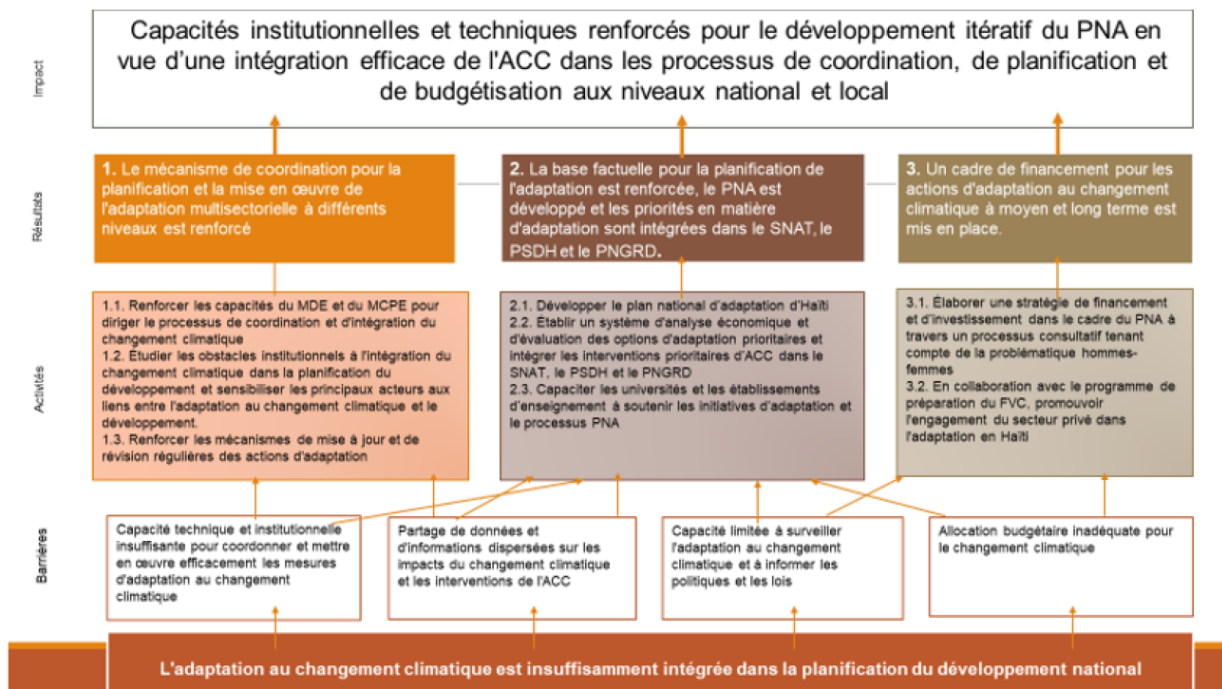 Impact
Capacités institutionnelles et techniques renforcés pour le développement itératif du PNA en
vue d'une intégration efficace de l'ACC dans les processus de coordination, de planification et
de budgétisation aux niveaux national et local
Résultats
1. Le mécanisme de coordination pour la
planification et la mise en œuvre de
l'adaptation multisectorielle à différents
niveaux est renforcé
2. La base factuelle pour la planification de
l'adaptation est renforcée, le PNA est
développé et les priorités en matière
d'adaptation sont intégrées dans le SNAT, le
PSDH et le PNGRD.
3. Un cadre de financement pour les
actions d'adaptation au changement
climatique à moyen et long terme est
mis en place.
Activités
1.1. Renforcer les capacités du MDE et du MCPE pour
diriger le processus de coordination et d'intégration du
changement climatique
1.2. Étudier les obstacles institutionnels à l'intégration du
changement climatique dans la planification du
développement et sensibiliser les principaux acteurs aux
liens entre l'adaptation au changement climatique et le
développement.
1.3. Renforcer les mécanismes de mise à jour et de
révision régulières des actions d'adaptation
2.1. Développer le plan national d'adaptation d'Haïti
2.2. Établir un système d'analyse économique et
d'évaluation des options d'adaptation prioritaires et
intégrer les interventions prioritaires d'ACC dans le
SNAT, le PSDH et le PNGRD
2.3. Capaciter les universités et les établissements
d'enseignement à soutenir les initiatives d'adaptation et
le processus PNA
3.1. Élaborer une stratégie de financement
et d'investissement dans le cadre du PNA à
travers un processus consultatif tenant
compte de la problématique hommes-
femmes
3.2. En collaboration avec le programme de
préparation du FVC, promouvoir
l'engagement du secteur privé dans
l'adaptation en Haïti
Barrières
Capacité technique et institutionnelle
insuffisante pour coordonner et mettre
en œuvre efficacement les mesures
d'adaptation au changement
climatique
Partage de données et
d'informations dispersées sur les
impacts du changement climatique
et les interventions de l'ACC
Capacité limitée à surveiller
l'adaptation au changement
climatique et à informer les
politiques et les lois
Allocation budgétaire inadéquate pour
le changement climatique
L'adaptation au changement climatique est insuffisamment intégrée dans la planification du développement national